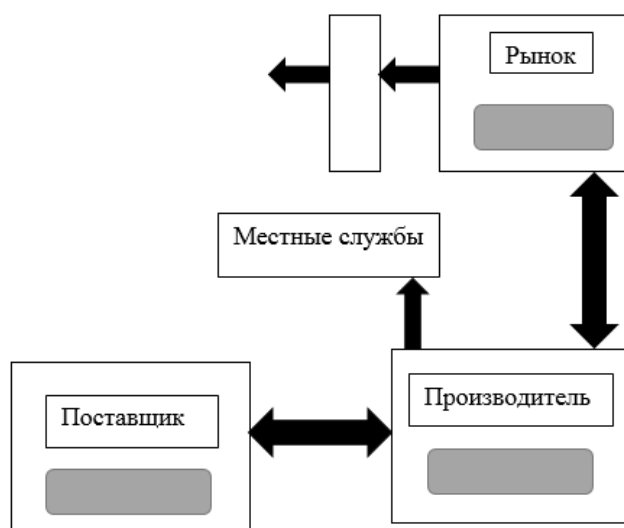 Рынок
Местные службы
Поставщик
Производитель